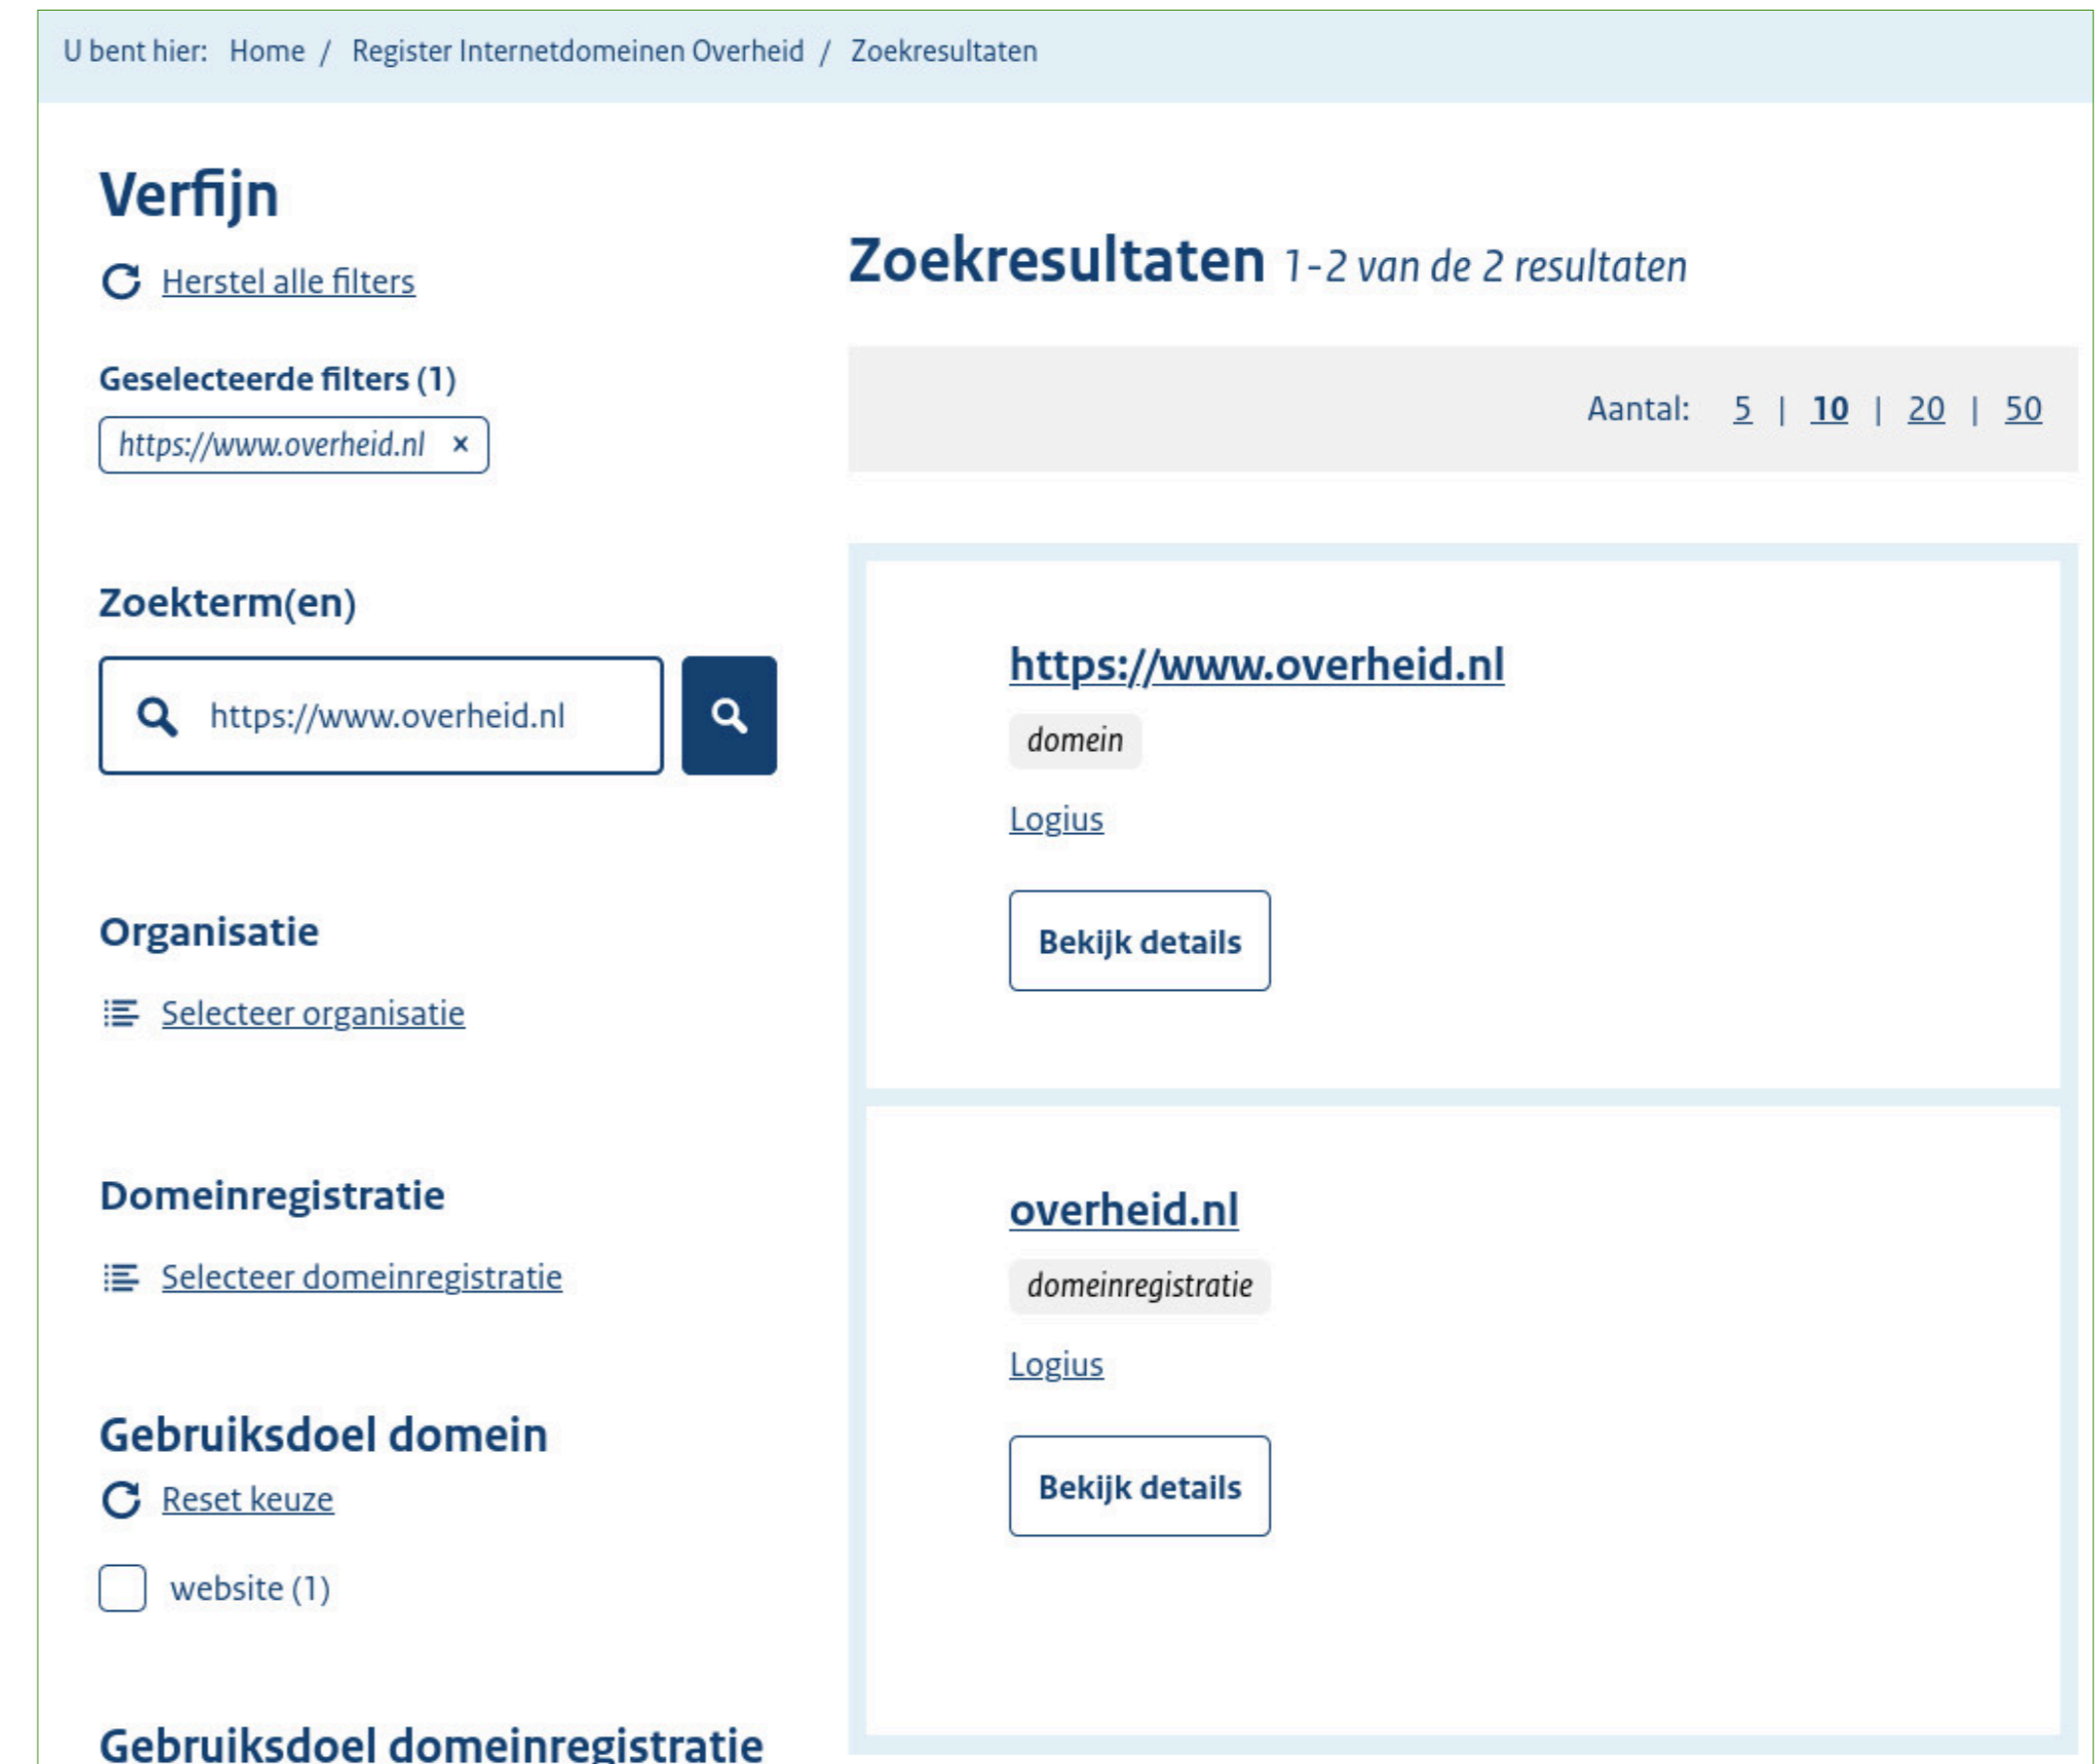 U bent hier: Home / Register Internetdomeinen Overheid / Zoekresultaten
Verfijn
Herstel alle filters
Geselecteerde filters (1)
https://www.overheid.nl ×
Zoekterm(en)
https://www.overheid.nl
Organisatie
Selecteer organisatie
Domeinregistratie
Selecteer domeinregistratie
Gebruiksdoel domein
Reset keuze
website (1)
Gebruiksdoel domeinregistratie
Zoekresultaten 1-2 van de 2 resultaten
Aantal: 5 | 10 | 20 | 50
https://www.overheid.nl
domein
Logius
Bekijk details
overheid.nl
domeinregistratie
Logius
Bekijk details